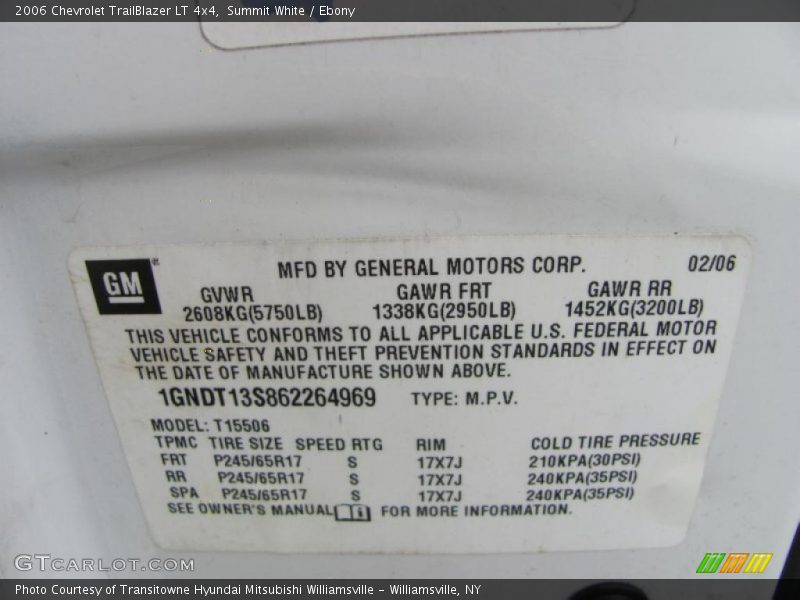 2006 Chevrolet TrailBlazer LT 4x4, Summit White / Ebony
GM
MFD BY GENERAL MOTORS CORP. 02/06
GVWR GAWR FRT GAWR RR
2608KG(5750LB) 1338KG(2950LB) 1452KG(3200LB)
THIS VEHICLE CONFORMS TO ALL APPLICABLE U.S. FEDERAL MOTOR
VEHICLE SAFETY AND THEFT PREVENTION STANDARDS IN EFFECT ON
THE DATE OF MANUFACTURE SHOWN ABOVE.
1GNDT13S862264969 TYPE: M.P.V.
MODEL: T15506
TPMC TIRE SIZE SPEED RTG RIM COLD TIRE PRESSURE
FRT P245/65R17 S 17X7J 210KPA(30PSI)
RR P245/65R17 S 17X7J 240KPA(35PSI)
SPA P245/65R17 S 17X7J 240KPA(35PSI)
SEE OWNER'S MANUAL FOR MORE INFORMATION.
GTCARLOT.COM
Photo Courtesy of Transitowne Hyundai Mitsubishi Williamsville - Williamsville, NY